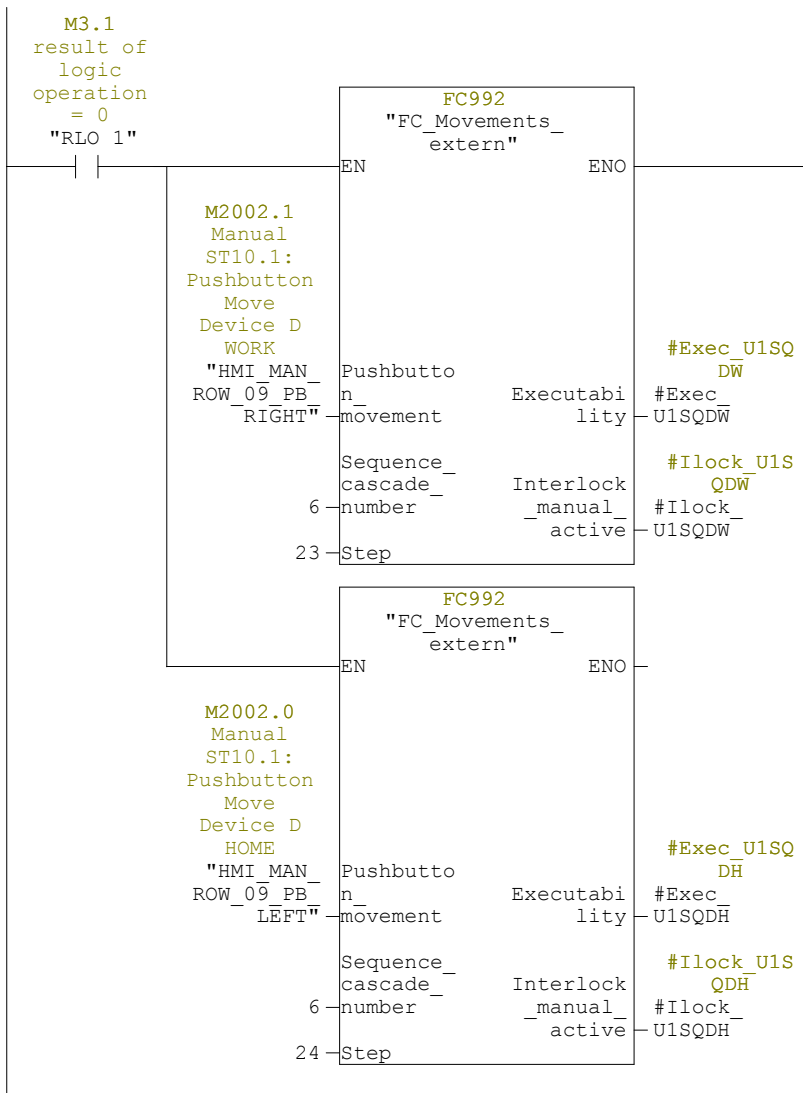 M3.1
result of
logic
operation
= 0
"RLO 1"
FC992
"FC_Movements_
extern"
EN
ENO
M2002.1
Manual
ST10.1:
Pushbutton
Move
Device D
WORK
"HMI_MAN_
ROW_09_PB_
RIGHT"
Pushbutto
n_
movement
#Exec_U1SQ
DW
Executabi
lity
#Exec_
U1SQDW
Sequence_
cascade_
number
6
#Ilock_U1S
QDW
Interlock
_manual_
active
#Ilock_
U1SQDW
23
Step
FC992
"FC_Movements_
extern"
EN
ENO
M2002.0
Manual
ST10.1:
Pushbutton
Move
Device D
HOME
"HMI_MAN_
ROW_09_PB_
LEFT"
Pushbutto
n_
movement
#Exec_U1SQ
DH
Executabi
lity
#Exec_
U1SQDH
Sequence_
cascade_
number
6
#Ilock_U1S
QDH
Interlock
_manual_
active
#Ilock_
U1SQDH
24
Step